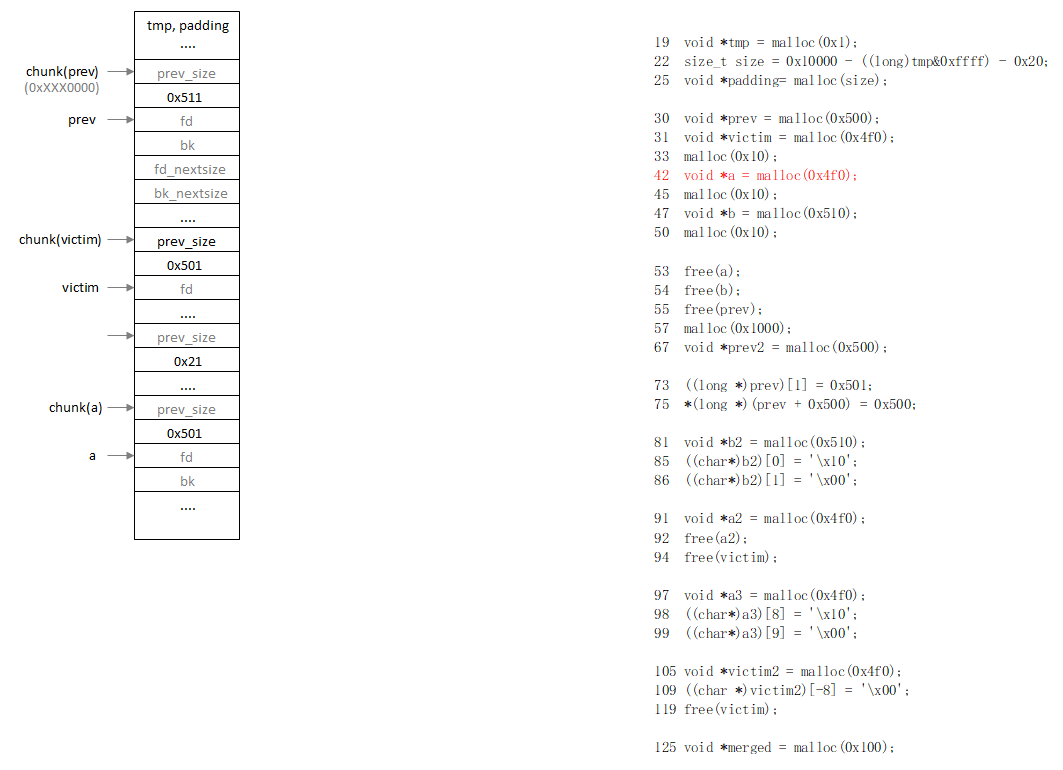 tmp, padding
....
chunk(prev)
(0xXXX0000)
prev_size
0x511
prev
fd
bk
fd_nextsize
bk_nextsize
....
chunk(victim)
prev_size
0x501
victim
fd
....
prev_size
0x21
....
chunk(a)
prev_size
0x501
a
fd
bk
....
19 void *tmp = malloc(0x1);
22 size_t size = 0x10000 - ((long)tmp&0xffff) - 0x20;
25 void *padding= malloc(size);
30 void *prev = malloc(0x500);
31 void *victim = malloc(0x4f0);
33 malloc(0x10);
42 void *a = malloc(0x4f0);
45 malloc(0x10);
47 void *b = malloc(0x510);
50 malloc(0x10);
53 free(a);
54 free(b);
55 free(prev);
57 malloc(0x1000);
67 void *prev2 = malloc(0x500);
73 ((long *)prev)[1] = 0x501;
75 *(long *)(prev + 0x500) = 0x500;
81 void *b2 = malloc(0x510);
85 ((char*)b2)[0] = '\x10';
86 ((char*)b2)[1] = '\x00';
91 void *a2 = malloc(0x4f0);
92 free(a2);
94 free(victim);
97 void *a3 = malloc(0x4f0);
98 ((char*)a3)[8] = '\x10';
99 ((char*)a3)[9] = '\x00';
105 void *victim2 = malloc(0x4f0);
109 ((char *)victim2)[-8] = '\x00';
119 free(victim);
125 void *merged = malloc(0x100);